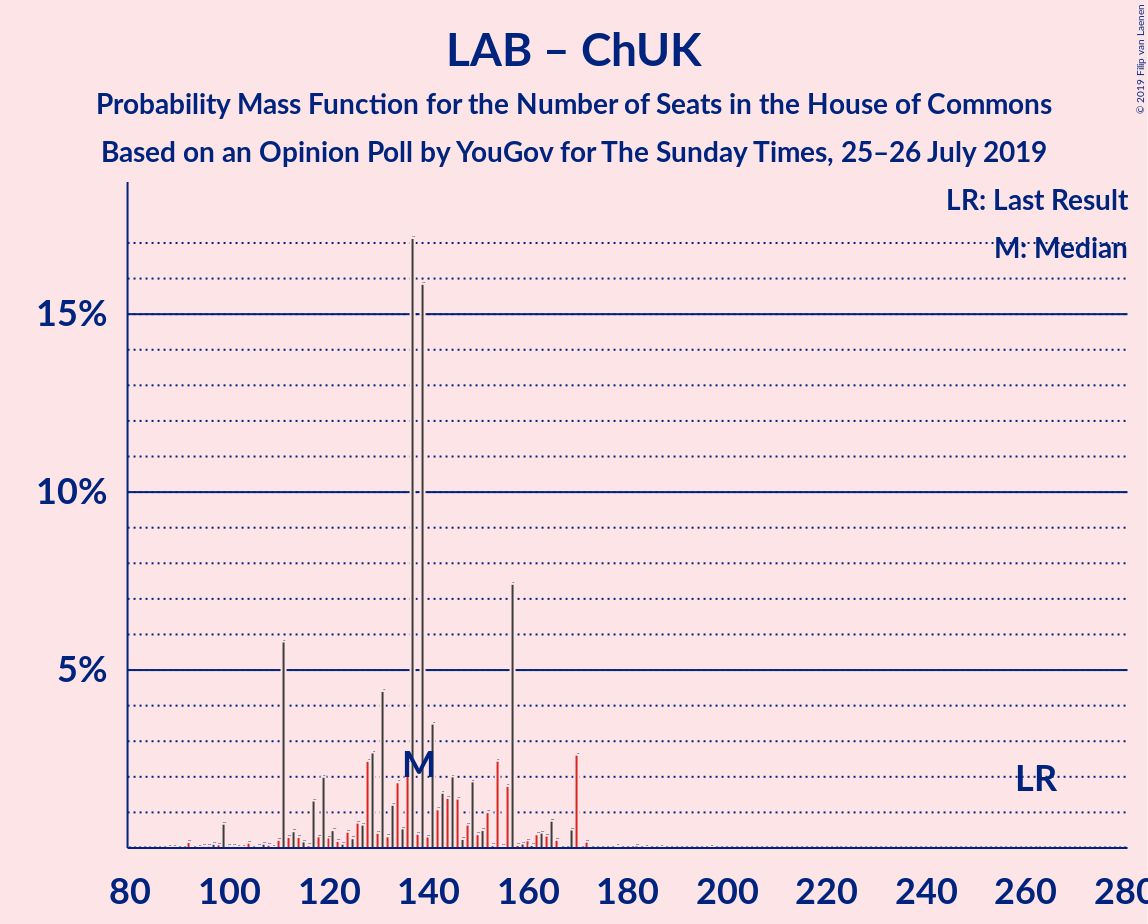 LAB – ChUK
Probability Mass Function for the Number of Seats in the House of Commons
Based on an Opinion Poll by YouGov for The Sunday Times, 25–26 July 2019
© 2019 Filip van Laenen
LR: Last Result
M: Median
15%
10%
5%
M
LR
80 100 120 140 160 180 200 220 240 260 280